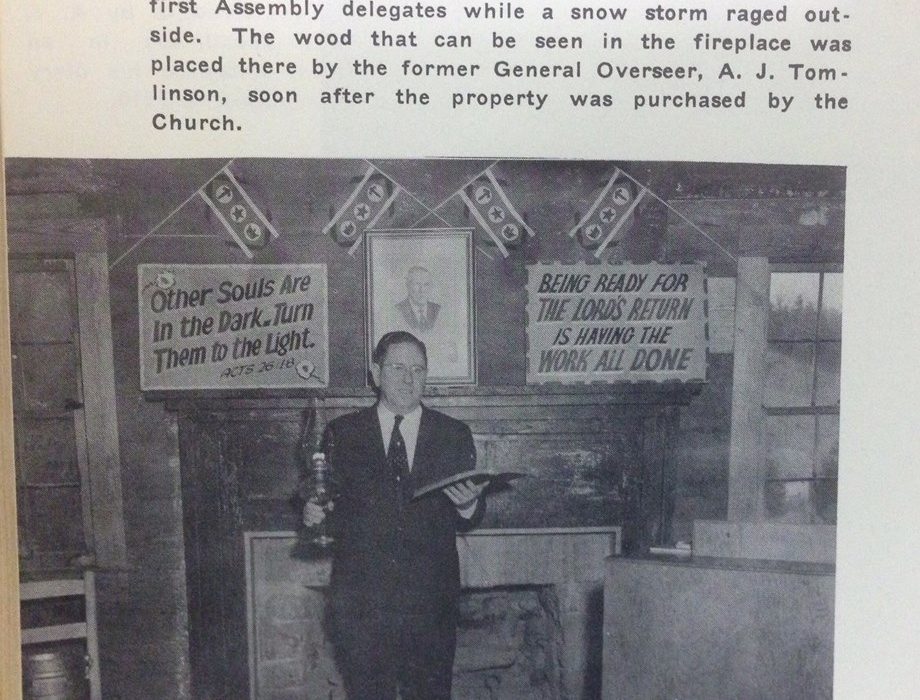 first Assembly delegates while a snow storm raged out-
side. The wood that can be seen in the fireplace was
placed there by the former General Overseer, A. J. Tom-
linson, soon after the property was purchased by the
Church.
Other Souls Are
In the Dark. Turn
Them to the Light.
ACTS 26:18
BEING READY FOR
THE LORD'S RETURN
IS HAVING THE
WORK ALL DONE